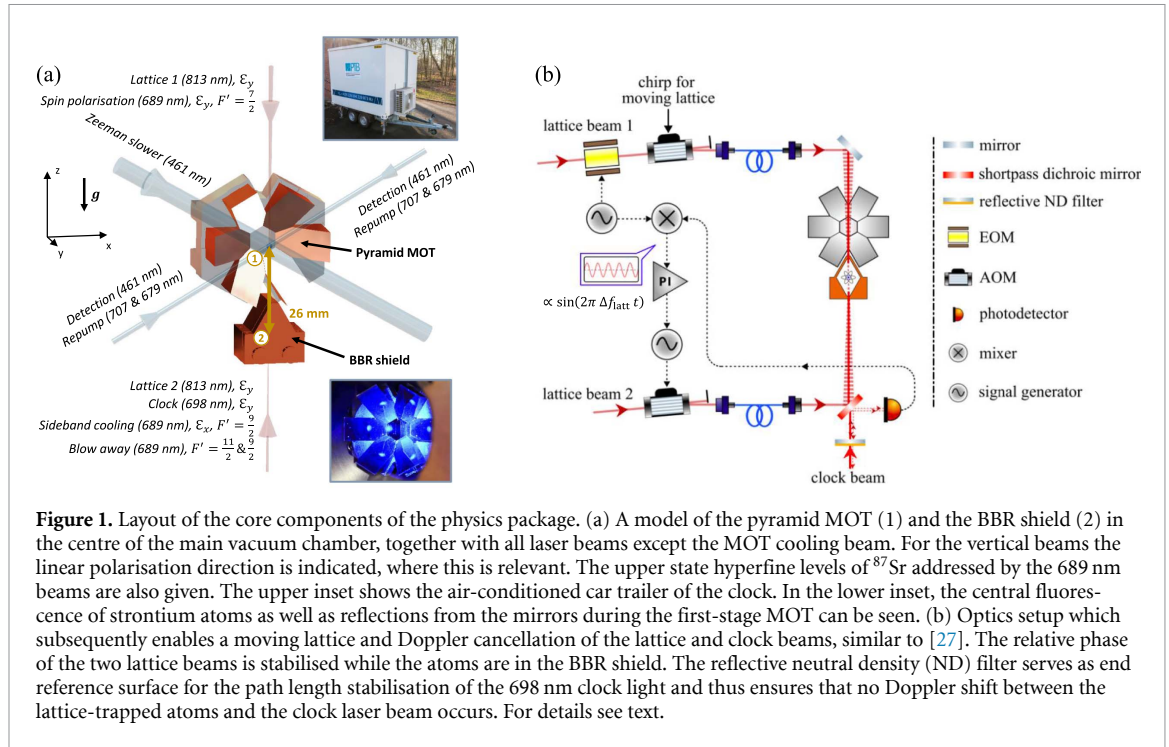 (a)
Lattice 1 (813 nm), Ɛy
Spin polarisation (689 nm), Ɛy, F′ = 7/2
Zeeman slower (461 nm)
PTB
z
g
x
y
Detection (461 nm)
Repump (707 & 679 nm)
Pyramid MOT
1
Detection (461 nm)
Repump (707 & 679 nm)
26 mm
2
BBR shield
Lattice 2 (813 nm), Ɛy
Clock (698 nm), Ɛy
Sideband cooling (689 nm), Ɛx, F′ = 9/2
Blow away (689 nm), F′ = 11/2 & 9/2
(b)
chirp for
moving lattice
lattice beam 1
PI
∝ sin(2π Δflatt t)
lattice beam 2
clock beam
mirror
shortpass dichroic mirror
reflective ND filter
EOM
AOM
photodetector
mixer
signal generator
Figure 1. Layout of the core components of the physics package. (a) A model of the pyramid MOT (1) and the BBR shield (2) in
the centre of the main vacuum chamber, together with all laser beams except the MOT cooling beam. For the vertical beams the
linear polarisation direction is indicated, where this is relevant. The upper state hyperfine levels of ⁸⁷Sr addressed by the 689 nm
beams are also given. The upper inset shows the air-conditioned car trailer of the clock. In the lower inset, the central fluores-
cence of strontium atoms as well as reflections from the mirrors during the first-stage MOT can be seen. (b) Optics setup which
subsequently enables a moving lattice and Doppler cancellation of the lattice and clock beams, similar to [27]. The relative phase
of the two lattice beams is stabilised while the atoms are in the BBR shield. The reflective neutral density (ND) filter serves as end
reference surface for the path length stabilisation of the 698 nm clock light and thus ensures that no Doppler shift between the
lattice-trapped atoms and the clock laser beam occurs. For details see text.